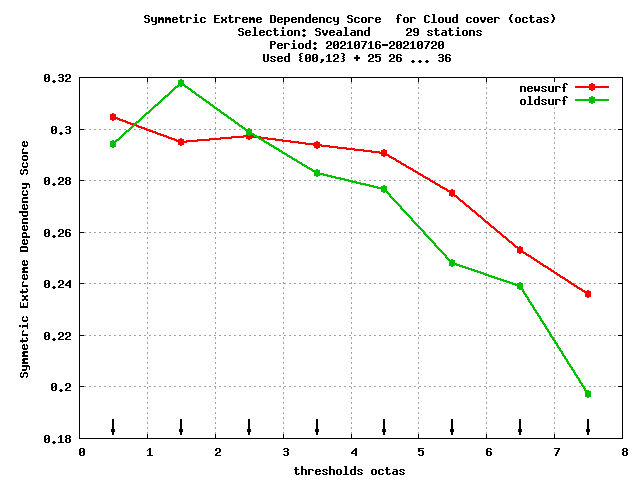 Symmetric Extreme Dependency Score  for Cloud cover (octas)
Selection: Svealand     29 stations
Period: 20210716-20210720
Used {00,12} + 25 26 ... 36
newsurf
oldsurf
Symmetric Extreme Dependency Score
0.32
0.3
0.28
0.26
0.24
0.22
0.2
0.18
0 1 2 3 4 5 6 7 8
thresholds octas